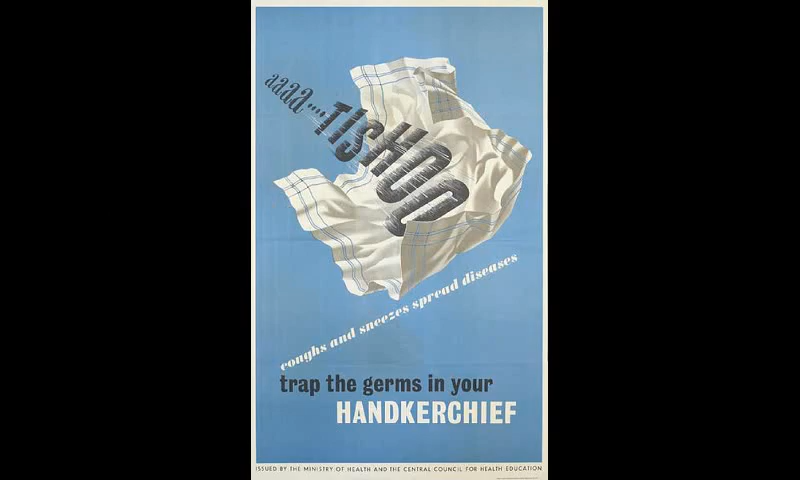 aaaa....TISHOO
coughs and sneezes spread diseases
trap the germs in your
HANDKERCHIEF
ISSUED BY THE MINISTRY OF HEALTH AND THE CENTRAL COUNCIL FOR HEALTH EDUCATION